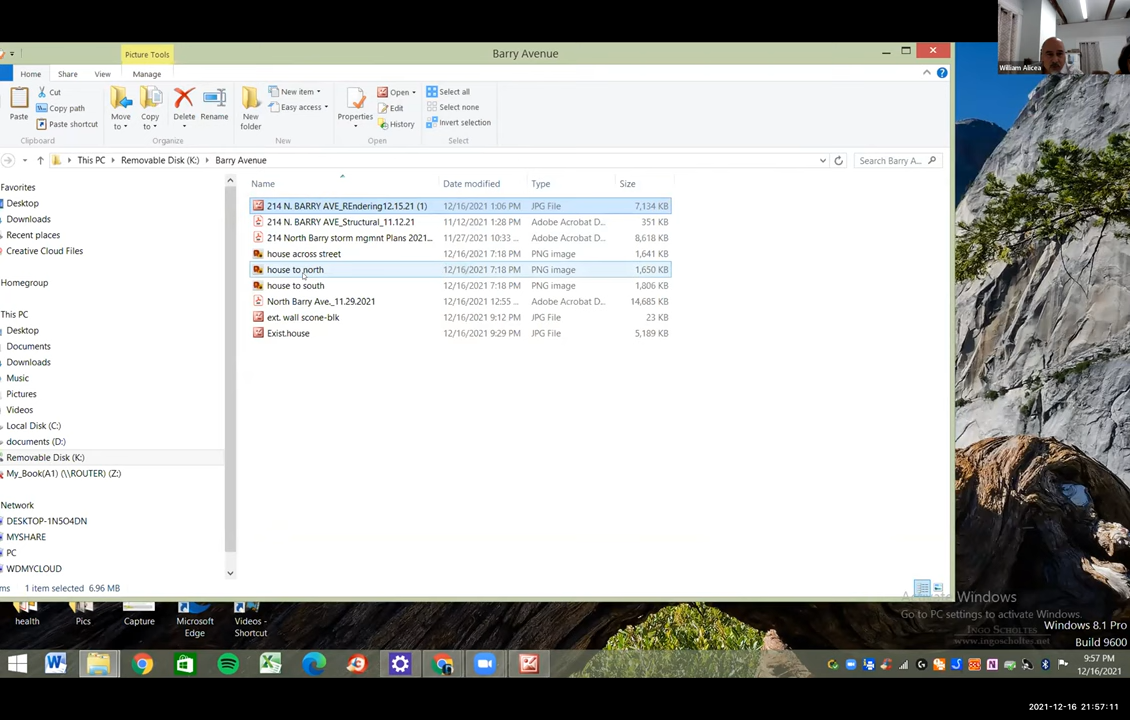 William Alicea
Picture Tools
Barry Avenue
Home Share View Manage
Paste
Cut
Copy path
Paste shortcut
Clipboard
Move to
Copy to
Delete
Rename
Organize
New folder
New item
Easy access
New
Properties
Open
Edit
History
Open
Select all
Select none
Invert selection
Select
This PC Removable Disk (K:) Barry Avenue
Search Barry A...
Name Date modified Type Size
214 N. BARRY AVE_REndering12.15.21 (1) 12/16/2021 1:06 PM JPG File 7,134 KB
214 N. BARRY AVE_Structural_11.12.21 11/12/2021 1:28 PM Adobe Acrobat D... 351 KB
214 North Barry storm mgmnt Plans 2021... 11/27/2021 10:33 ... Adobe Acrobat D... 8,618 KB
house across street 12/16/2021 7:18 PM PNG image 1,641 KB
house to north 12/16/2021 7:18 PM PNG image 1,650 KB
house to south 12/16/2021 7:18 PM PNG image 1,806 KB
North Barry Ave._11.29.2021 12/16/2021 12:55 ... Adobe Acrobat D... 14,685 KB
ext. wall scone-blk 12/16/2021 9:12 PM JPG File 23 KB
Exist.house 12/16/2021 9:29 PM JPG File 5,189 KB
Favorites
Desktop
Downloads
Recent places
Creative Cloud Files
Homegroup
This PC
Desktop
Documents
Downloads
Music
Pictures
Videos
Local Disk (C:)
documents (D:)
Removable Disk (K:)
My_Book(A1) (\\ROUTER) (Z:)
Network
DESKTOP-1N5O4DN
MYSHARE
PC
WDMYCLOUD
ms 1 item selected 6.96 MB
health
Pics
Capture
Microsoft Edge
Videos - Shortcut
Activate Windows
Go to PC settings to activate Windows.
INGO SCHOLTES
www.ingoscholtes.net
Windows 8.1 Pro
Build 9600
9:57 PM
12/16/2021
2021-12-16 21:57:11